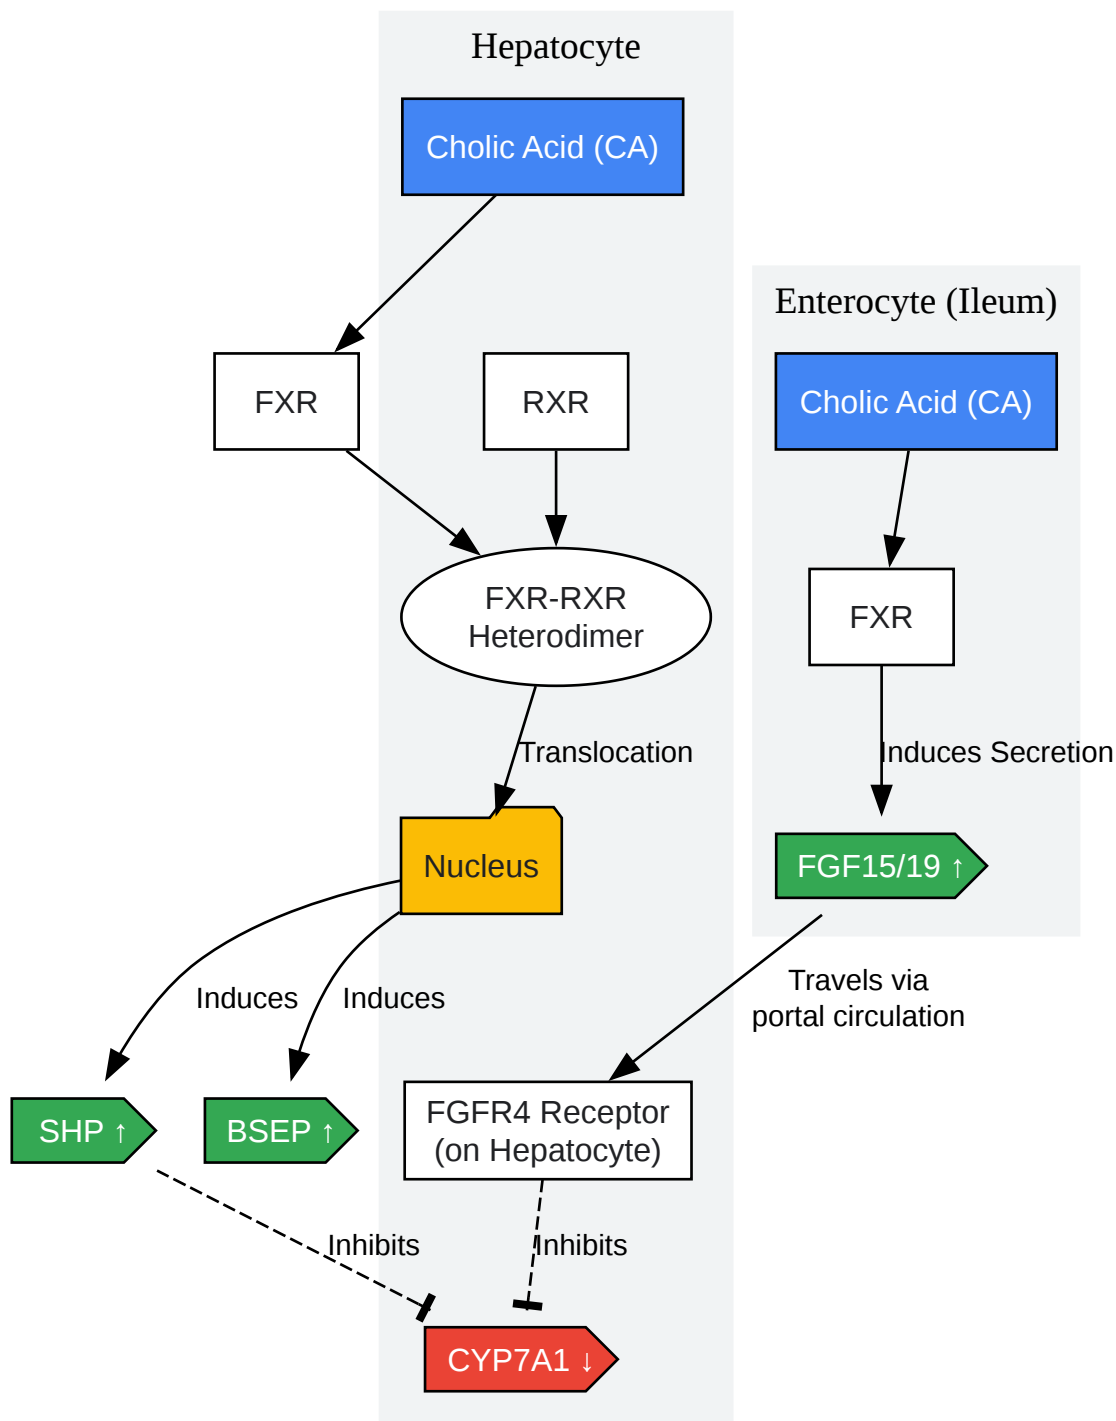 Hepatocyte
Cholic Acid (CA)
Enterocyte (Ileum)
FXR
RXR
Cholic Acid (CA)
FXR-RXR
Heterodimer
FXR
Translocation
Induces Secretion
Nucleus
FGF15/19 ↑
Induces
Induces
Travels via
portal circulation
SHP ↑
BSEP ↑
FGFR4 Receptor
(on Hepatocyte)
Inhibits
Inhibits
CYP7A1 ↓